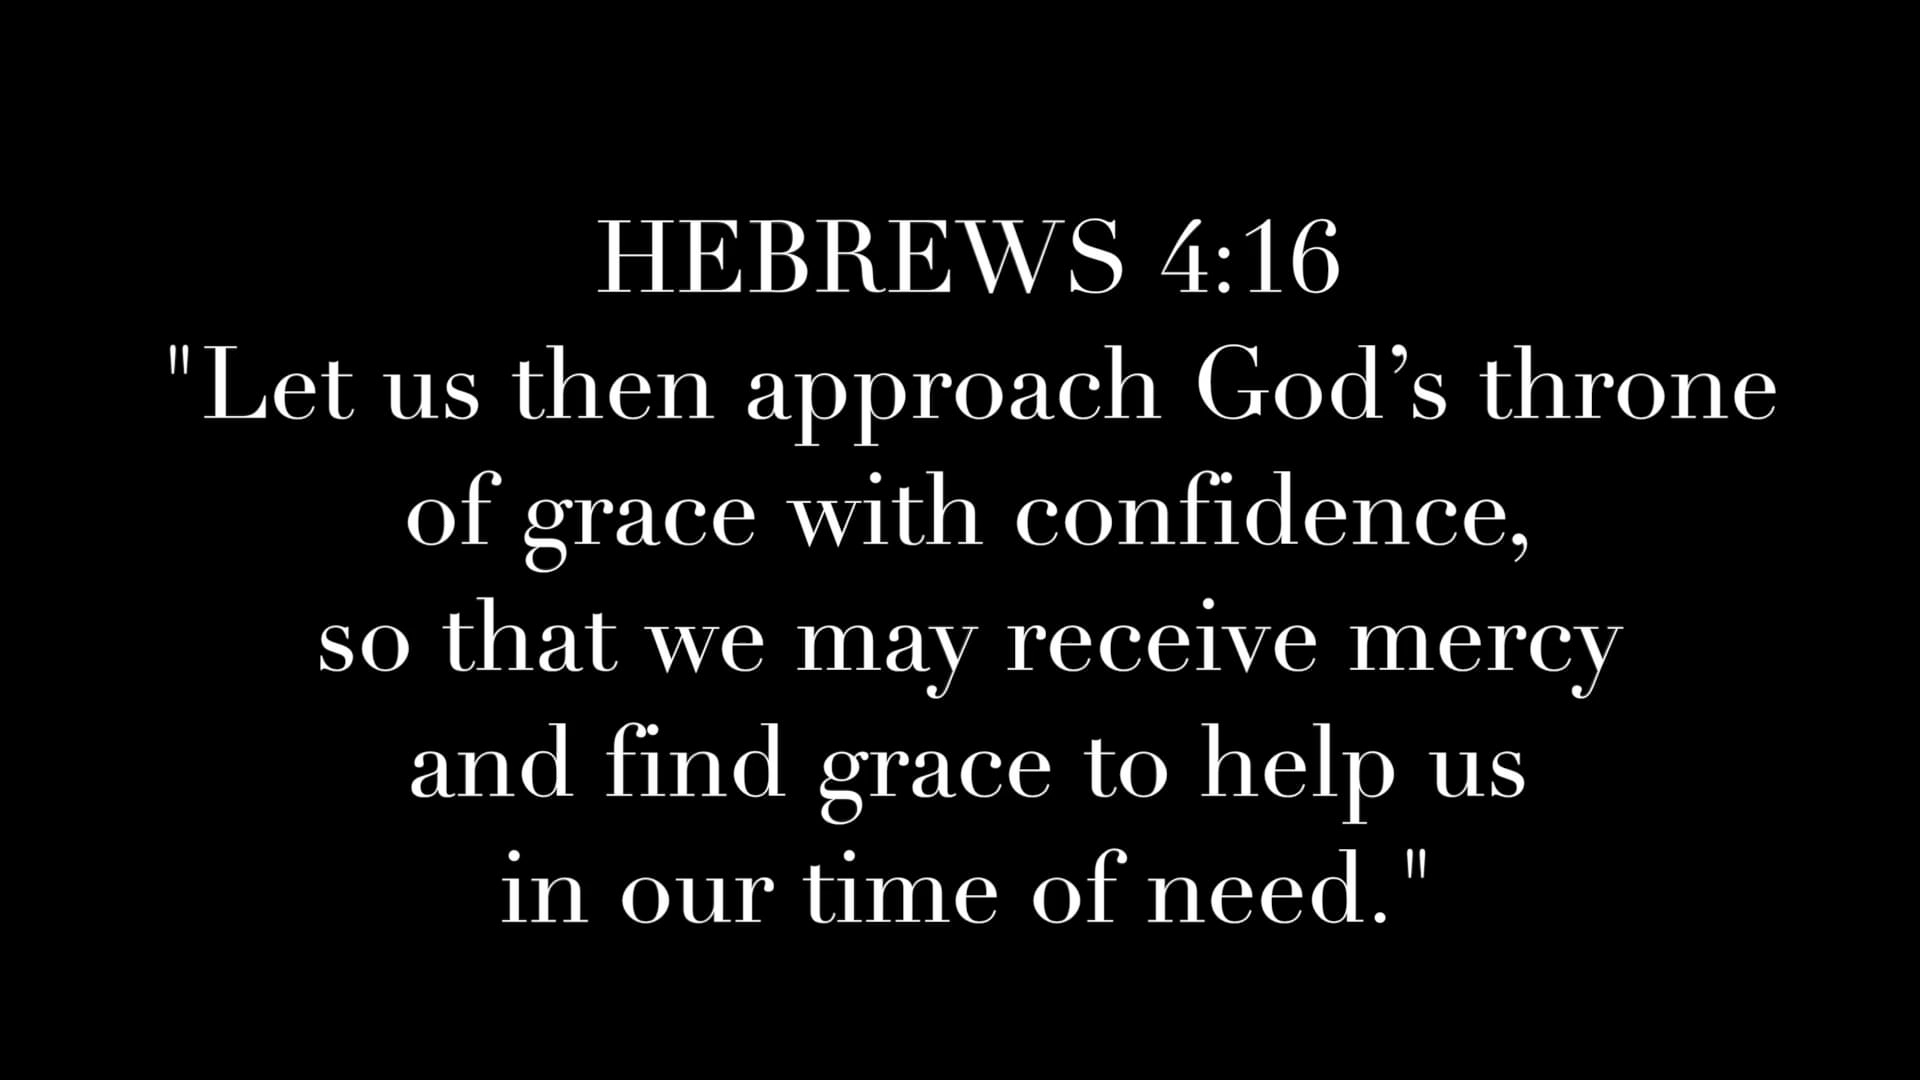 HEBREWS 4:16
"Let us then approach God’s throne
of grace with confidence,
so that we may receive mercy
and find grace to help us
in our time of need."